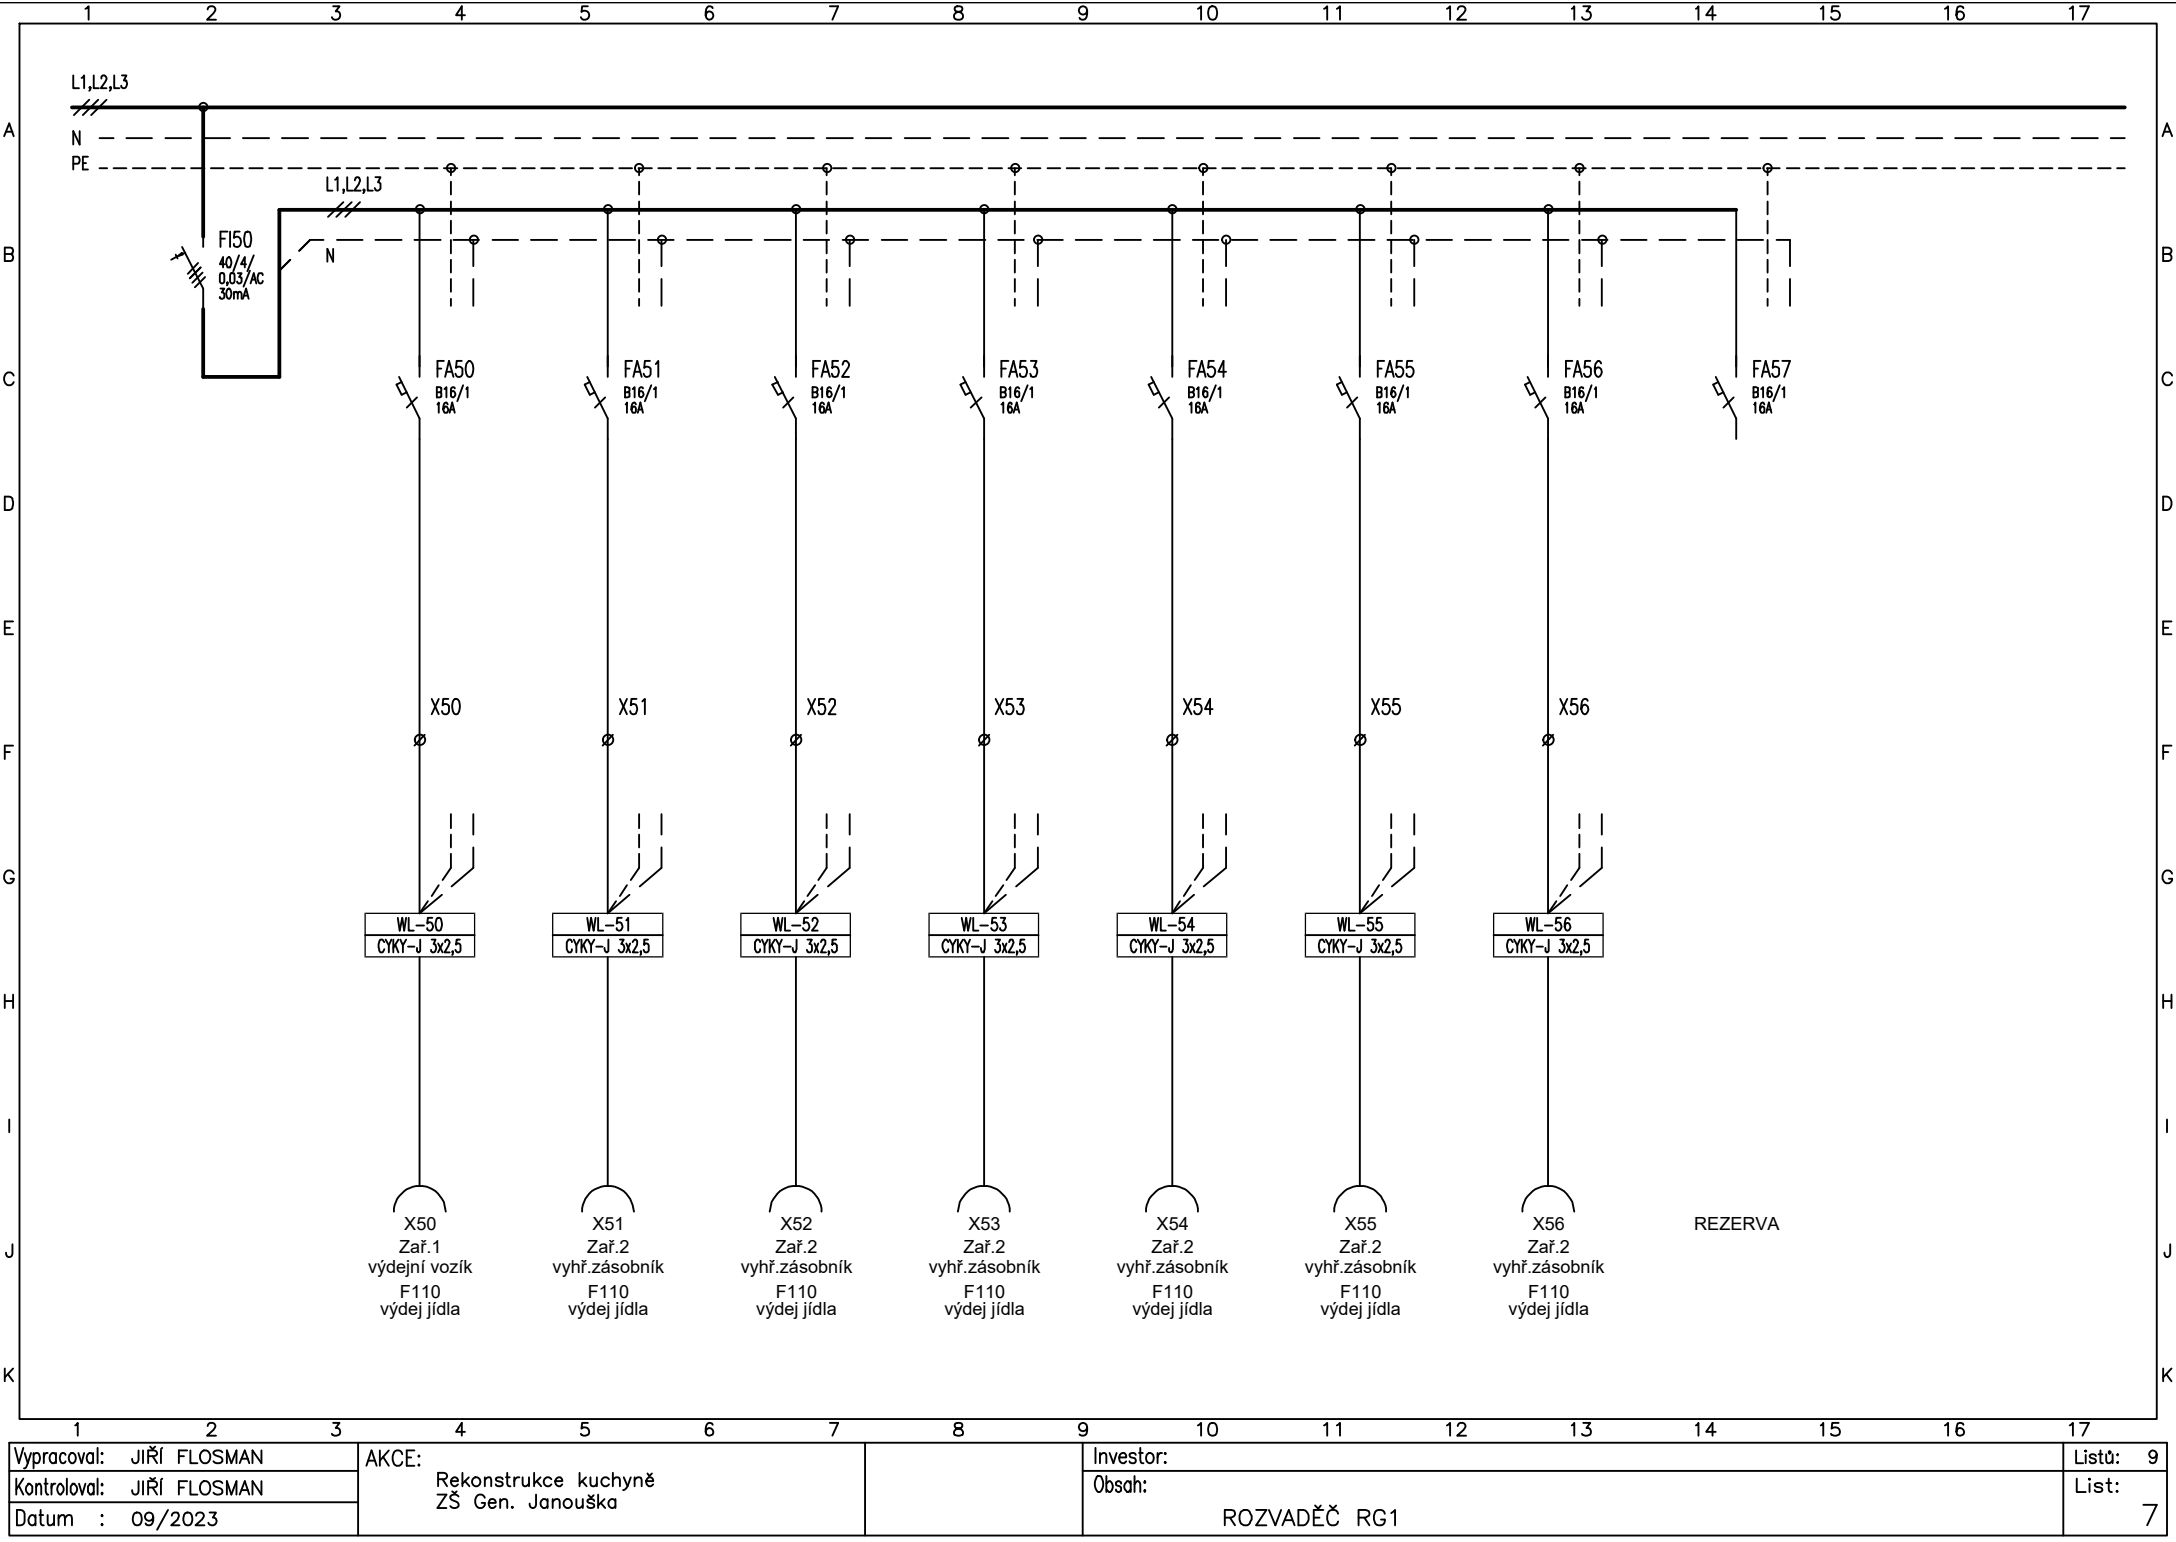 1 2 3 4 5 6 7 8 9 10 11 12 13 14 15 16 17
L1,L2,L3
A A
N
PE
L1,L2,L3
FI50
B N B
40/4/
0,03/AC
30mA
FA50 FA51 FA52 FA53 FA54 FA55 FA56 FA57
C C
B16/1 B16/1 B16/1 B16/1 B16/1 B16/1 B16/1 B16/1
16A 16A 16A 16A 16A 16A 16A 16A
D D
E E
X50 X51 X52 X53 X54 X55 X56
F F
G G
WL-50 WL-51 WL-52 WL-53 WL-54 WL-55 WL-56
CYKY-J 3x2,5 CYKY-J 3x2,5 CYKY-J 3x2,5 CYKY-J 3x2,5 CYKY-J 3x2,5 CYKY-J 3x2,5 CYKY-J 3x2,5
H H
I I
X50 X51 X52 X53 X54 X55 X56 REZERVA
Zař.1 Zař.2 Zař.2 Zař.2 Zař.2 Zař.2 Zař.2
J J
výdejní vozík vyhř.zásobník vyhř.zásobník vyhř.zásobník vyhř.zásobník vyhř.zásobník vyhř.zásobník
F110 F110 F110 F110 F110 F110 F110
výdej jídla výdej jídla výdej jídla výdej jídla výdej jídla výdej jídla výdej jídla
K K
1 2 3 4 5 6 7 8 9 10 11 12 13 14 15 16 17
Vypracoval: JIŘÍ FLOSMAN
Kontroloval: JIŘÍ FLOSMAN
Datum : 09/2023
AKCE:
Rekonstrukce kuchyně
ZŠ Gen. Janouška
Investor:
Obsah:
ROZVADĚČ RG1
Listů: 9
List:
7